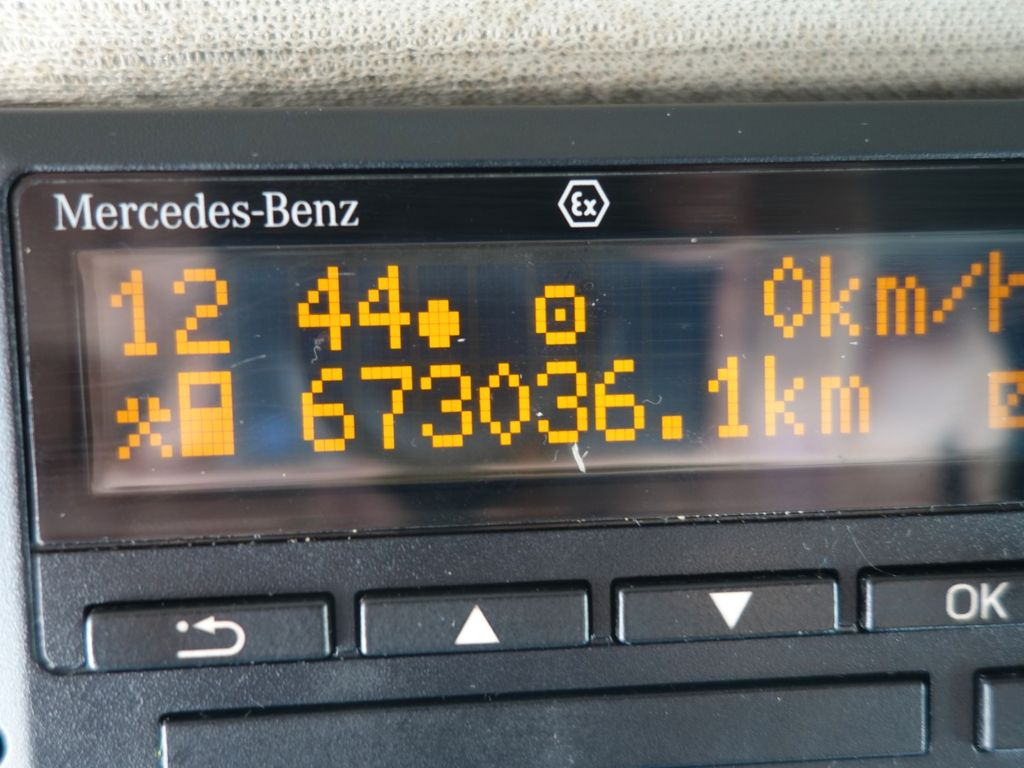 Mercedes-Benz
Ex
12 44 0km/h
673036.1km
OK